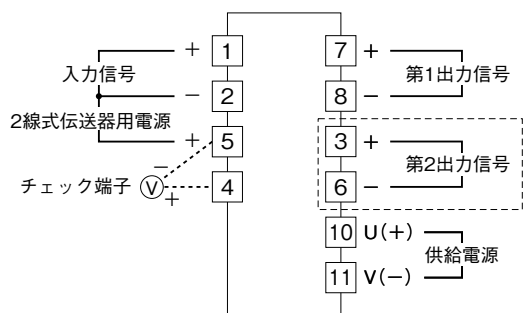 + 1
入力信号
− 2
2線式伝送器用電源
+ 5
−
チェック端子 V
+
4
7 +
第1出力信号
8 −
3 +
第2出力信号
6 −
10 U(+)
供給電源
11 V(−)